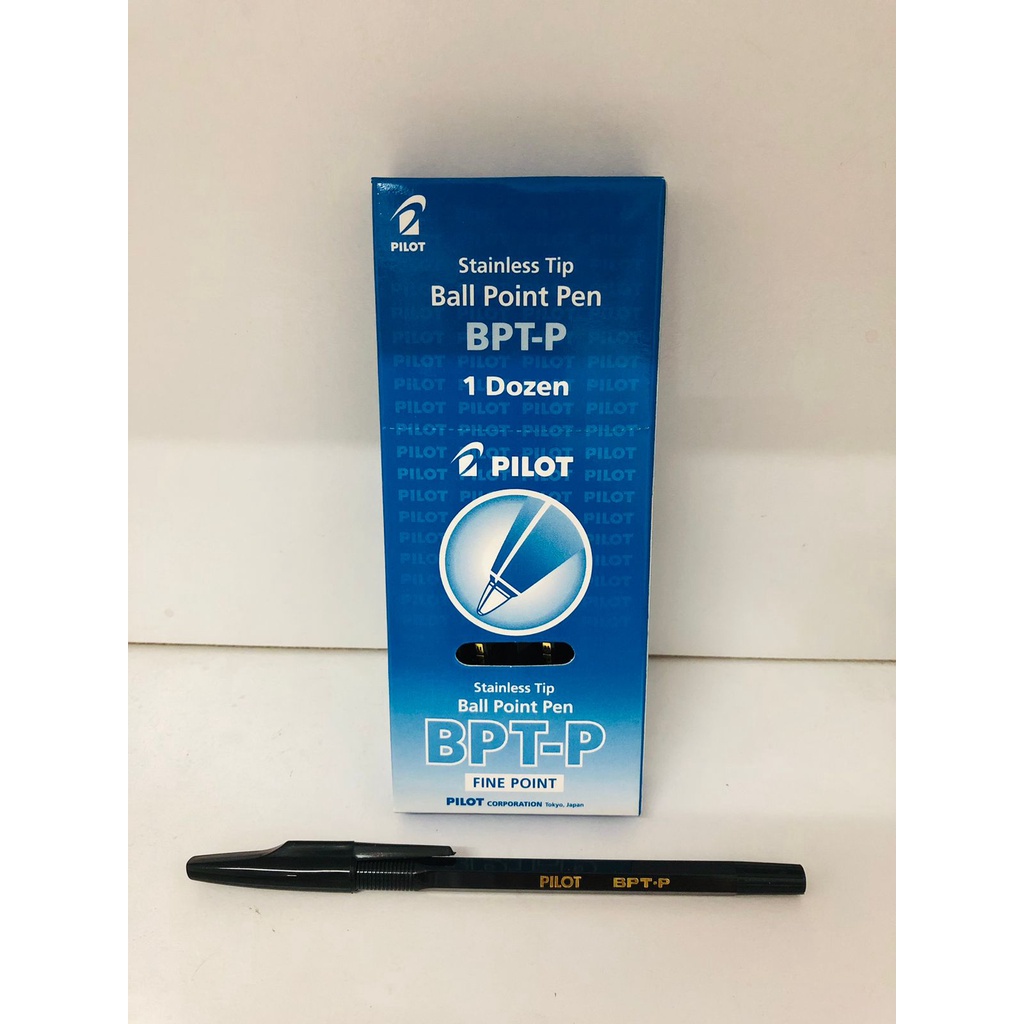 PILOT
Stainless Tip
Ball Point Pen
BPT-P
1 Dozen
PILOT
Stainless Tip
Ball Point Pen
BPT-P
FINE POINT
PILOT CORPORATION Tokyo, Japan
PILOT BPT-P